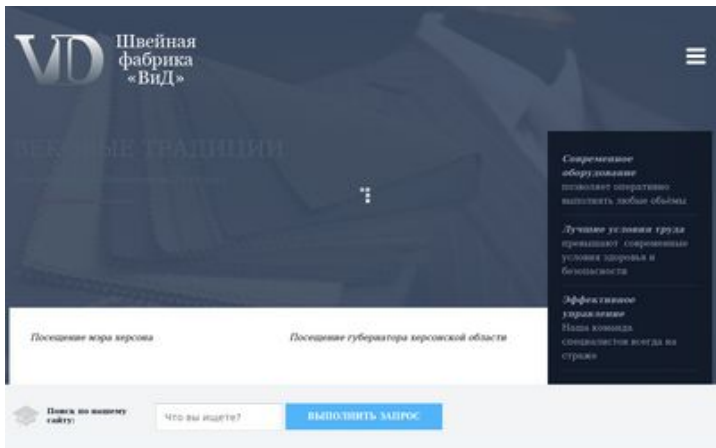 VD
Швейная
фабрика
«ВиД»
ВЕКОВЫЕ ТРАДИЦИИ
Современное
оборудование
позволяет оперативно
выполнять любые объёмы
Лучшие условия труда
превышают современные
условия здоровья и
безопасности
Эффективное
управление
Наша команда
специалистов всегда на
страже
Посещение мэра херсона
Посещение губернатора херсонской области
Поиск по нашему
сайту:
Что вы ищете?
ВЫПОЛНИТЬ ЗАПРОС